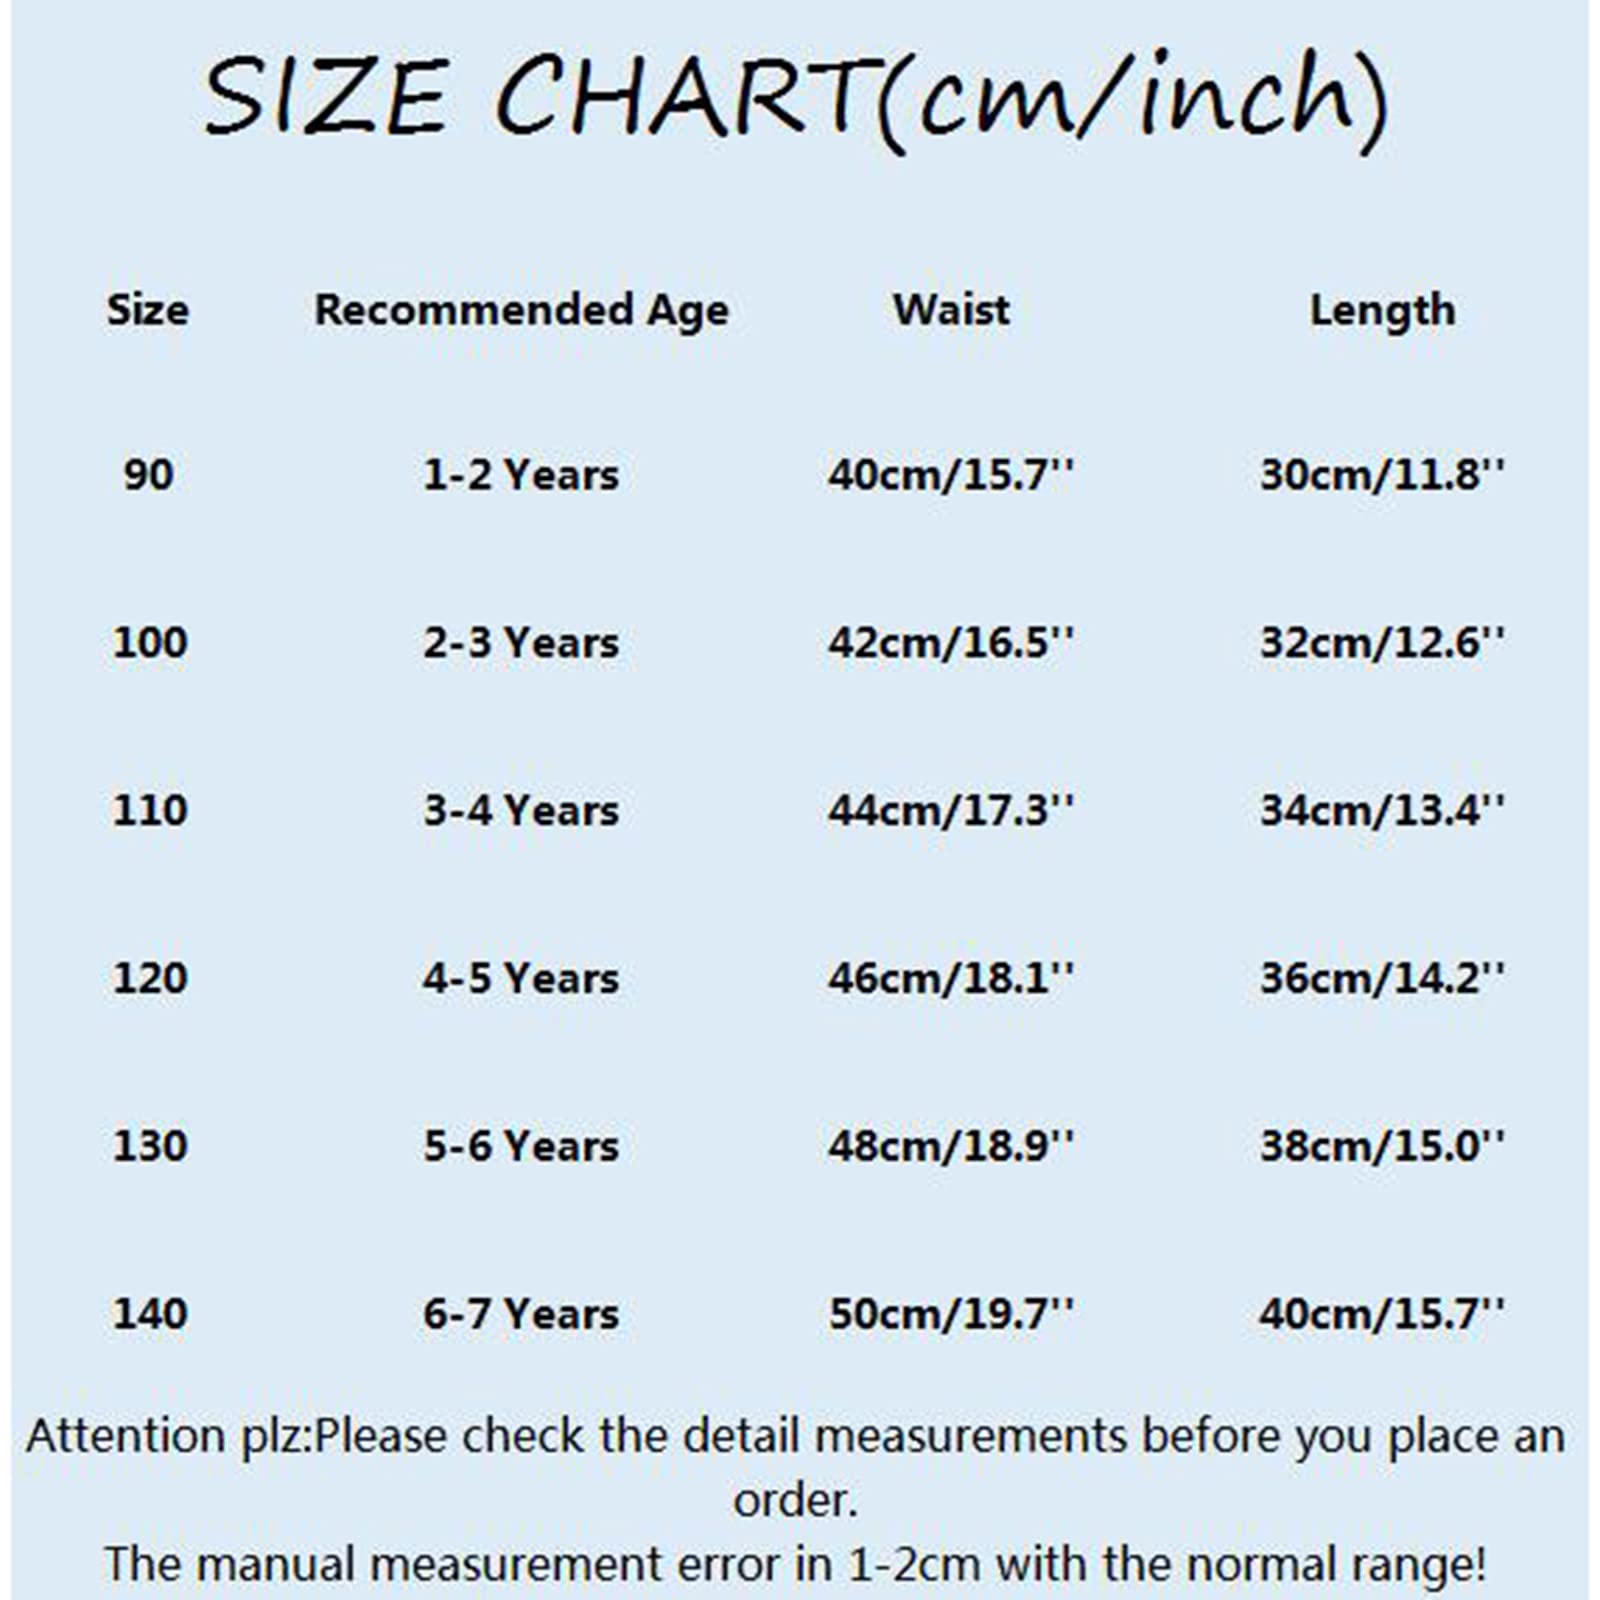 SIZE CHART(cm/inch)
Size Recommended Age Waist Length
90 1-2 Years 40cm/15.7'' 30cm/11.8''
100 2-3 Years 42cm/16.5'' 32cm/12.6''
110 3-4 Years 44cm/17.3'' 34cm/13.4''
120 4-5 Years 46cm/18.1'' 36cm/14.2''
130 5-6 Years 48cm/18.9'' 38cm/15.0''
140 6-7 Years 50cm/19.7'' 40cm/15.7''
Attention plz:Please check the detail measurements before you place an
order.
The manual measurement error in 1-2cm with the normal range!